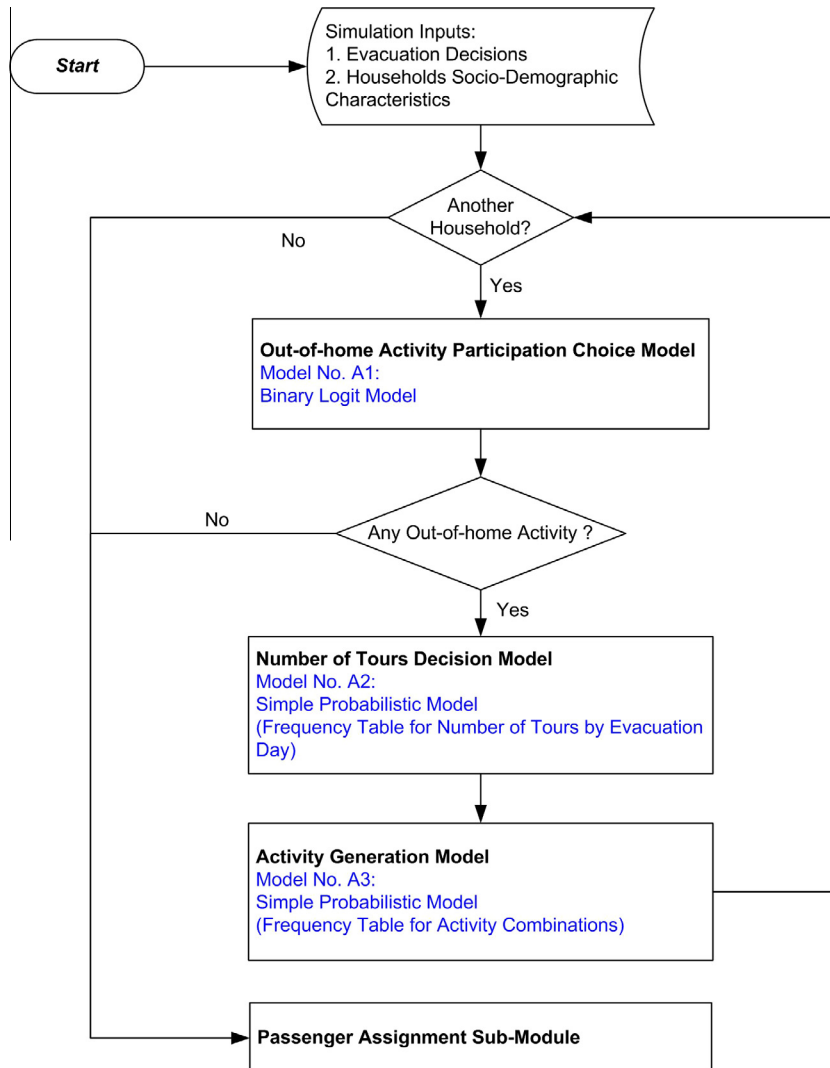 Start
Simulation Inputs:
1. Evacuation Decisions
2. Households Socio-Demographic
Characteristics
Another
Household?
No
Yes
Out-of-home Activity Participation Choice Model
Model No. A1:
Binary Logit Model
Any Out-of-home Activity ?
No
Yes
Number of Tours Decision Model
Model No. A2:
Simple Probabilistic Model
(Frequency Table for Number of Tours by Evacuation
Day)
Activity Generation Model
Model No. A3:
Simple Probabilistic Model
(Frequency Table for Activity Combinations)
Passenger Assignment Sub-Module